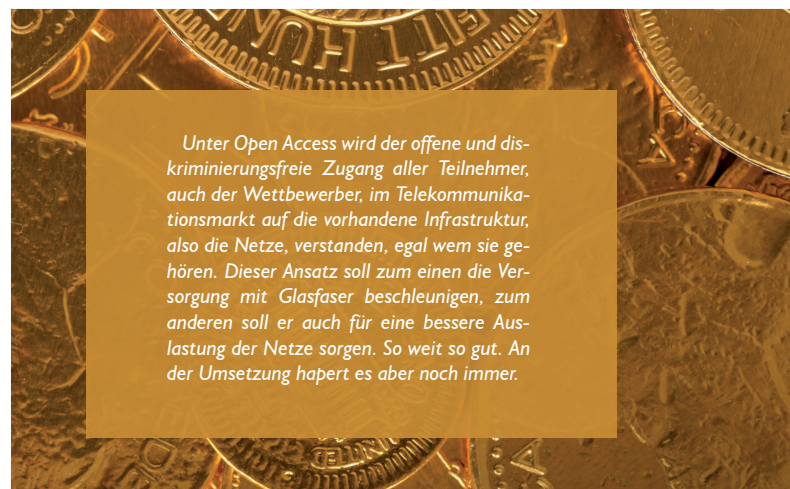 EITT HUND
Unter Open Access wird der offene und dis-
kriminierungsfreie Zugang aller Teilnehmer,
auch der Wettbewerber, im Telekommunika-
tionsmarkt auf die vorhandene Infrastruktur,
also die Netze, verstanden, egal wem sie ge-
hören. Dieser Ansatz soll zum einen die Ver-
sorgung mit Glasfaser beschleunigen, zum
anderen soll er auch für eine bessere Aus-
lastung der Netze sorgen. So weit so gut. An
der Umsetzung hapert es aber noch immer.
UNITED